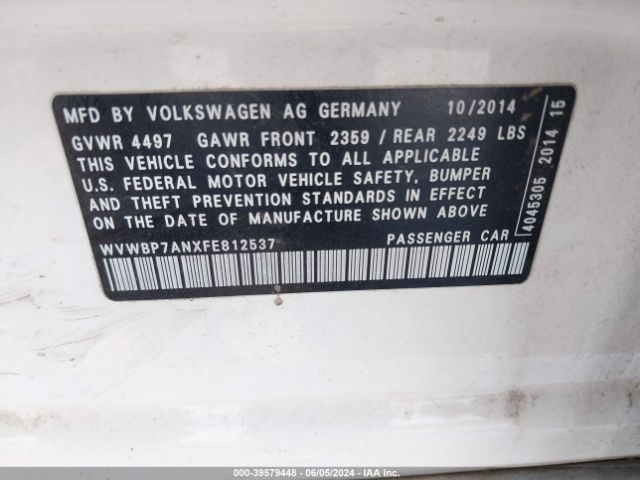 MFD BY VOLKSWAGEN AG GERMANY 10/2014
GVWR 4497 GAWR FRONT 2359 / REAR 2249 LBS
THIS VEHICLE CONFORMS TO ALL APPLICABLE
U.S. FEDERAL MOTOR VEHICLE SAFETY, BUMPER
AND THEFT PREVENTION STANDARDS IN EFFECT
ON THE DATE OF MANUFACTURE SHOWN ABOVE
WVWBP7ANXFE812537 PASSENGER CAR
4045305 2014 15
000-39579448 - 06/05/2024 - IAA Inc.